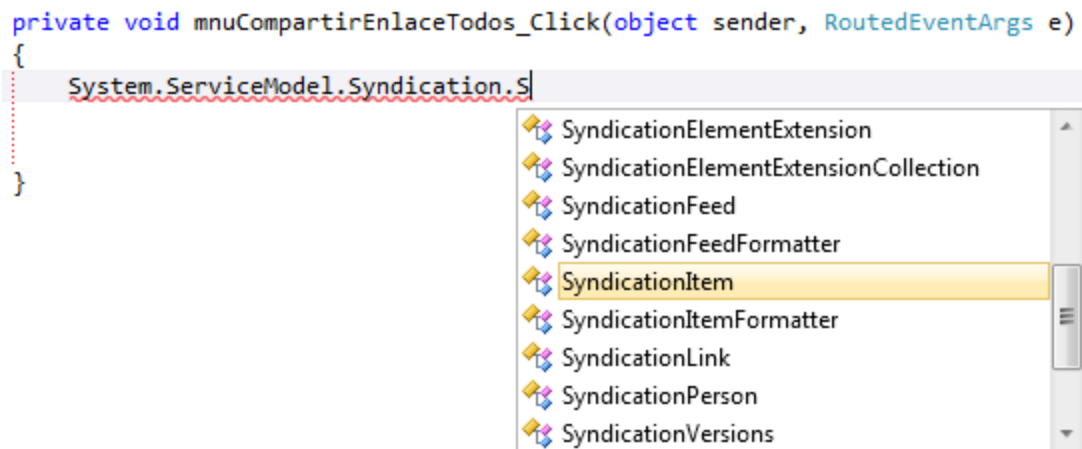 private void mnuCompartirEnlaceTodos_Click(object sender, RoutedEventArgs e)
{
System.ServiceModel.Syndication.S
SyndicationElementExtension
SyndicationElementExtensionCollection
SyndicationFeed
SyndicationFeedFormatter
SyndicationItem
SyndicationItemFormatter
SyndicationLink
SyndicationPerson
SyndicationVersions
}